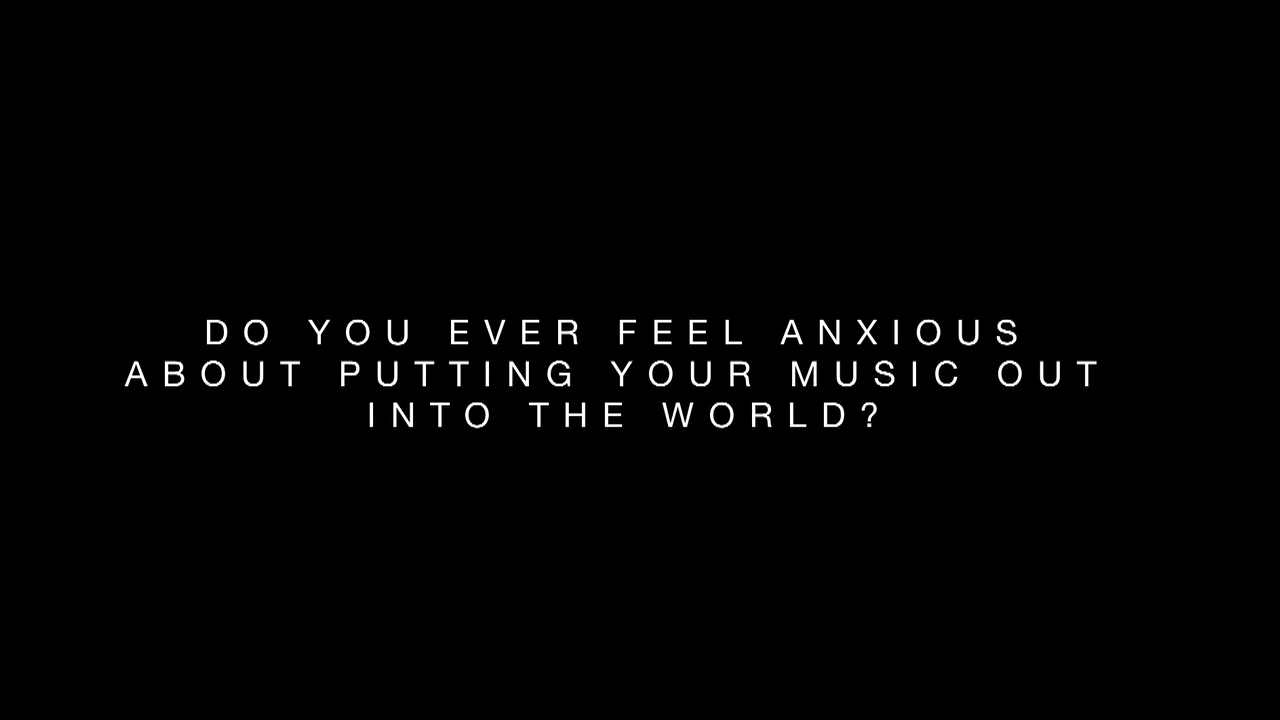 DO YOU EVER FEEL ANXIOUS
ABOUT PUTTING YOUR MUSIC OUT
INTO THE WORLD?